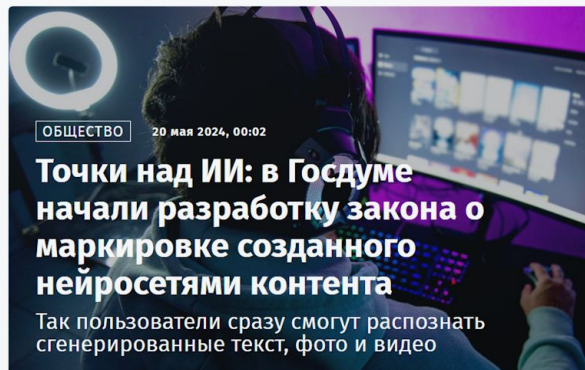 ОБЩЕСТВО 20 мая 2024, 00:02
Точки над ИИ: в Госдуме
начали разработку закона о
маркировке созданного
нейросетями контента
Так пользователи сразу смогут распознать
сгенерированные текст, фото и видео